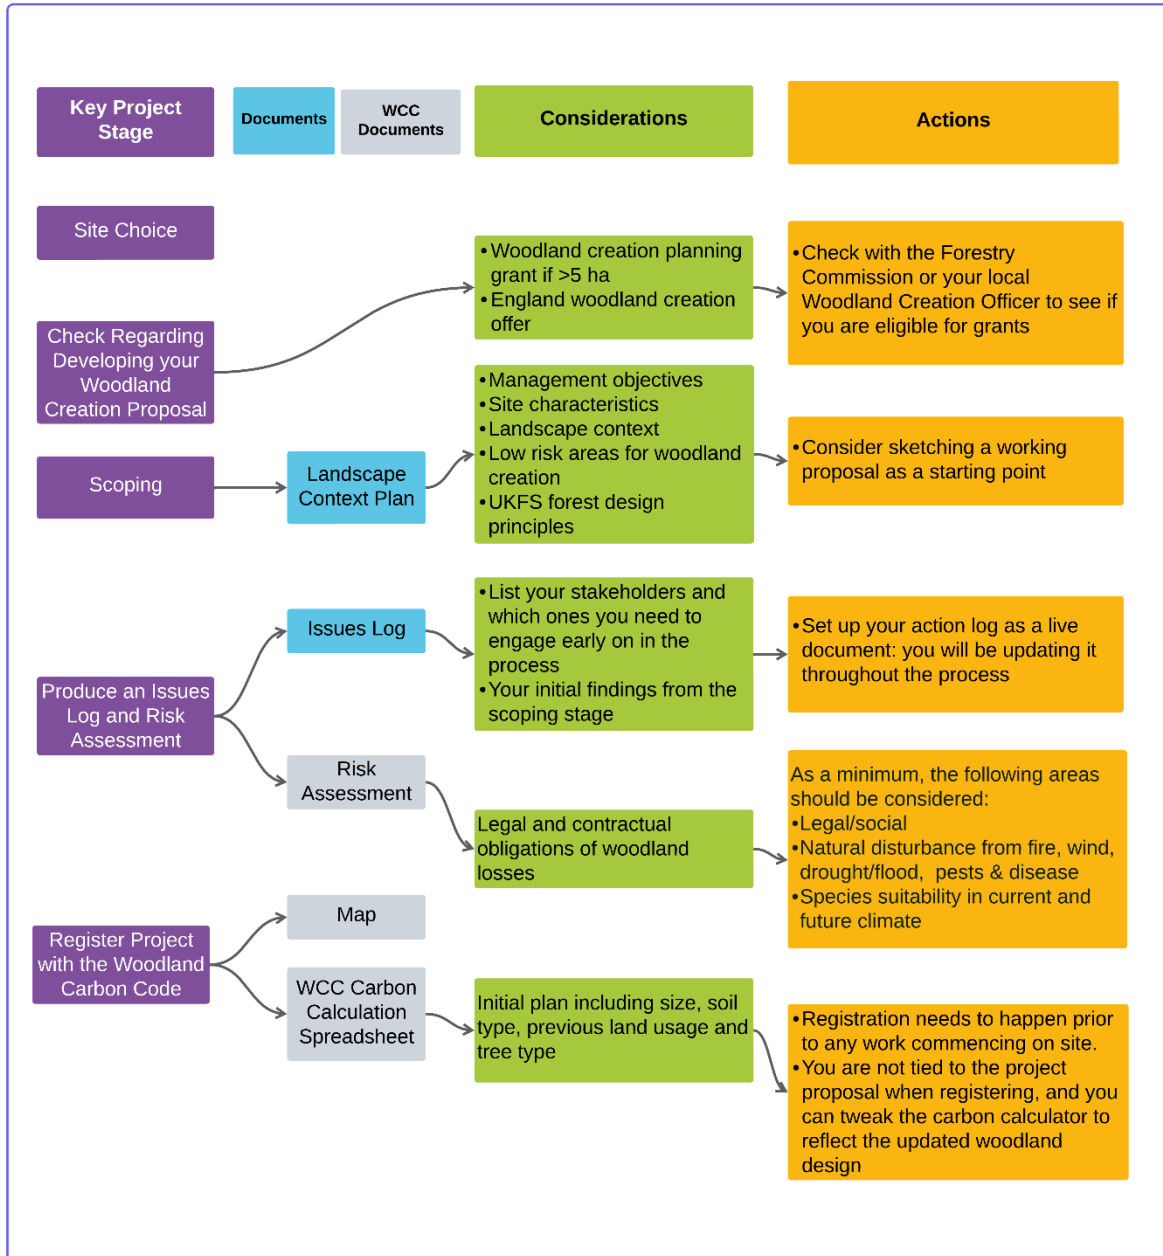 Key Project
Stage
Documents
WCC
Documents
Considerations
Actions
Site Choice
Check Regarding
Developing your
Woodland
Creation Proposal
•Woodland creation planning
grant if >5 ha
•England woodland creation
offer
•Check with the Forestry
Commission or your local
Woodland Creation Officer to see if
you are eligible for grants
Scoping
Landscape
Context Plan
•Management objectives
•Site characteristics
•Landscape context
•Low risk areas for woodland
creation
•UKFS forest design
principles
•Consider sketching a working
proposal as a starting point
Produce an Issues
Log and Risk
Assessment
Issues Log
•List your stakeholders and
which ones you need to
engage early on in the
process
•Your initial findings from the
scoping stage
•Set up your action log as a live
document: you will be updating it
throughout the process
Risk
Assessment
Legal and contractual
obligations of woodland
losses
As a minimum, the following areas
should be considered:
•Legal/social
•Natural disturbance from fire, wind,
drought/flood, pests & disease
•Species suitability in current and
future climate
Register Project
with the Woodland
Carbon Code
Map
WCC Carbon
Calculation
Spreadsheet
Initial plan including size, soil
type, previous land usage and
tree type
•Registration needs to happen prior
to any work commencing on site.
•You are not tied to the project
proposal when registering, and you
can tweak the carbon calculator to
reflect the updated woodland
design